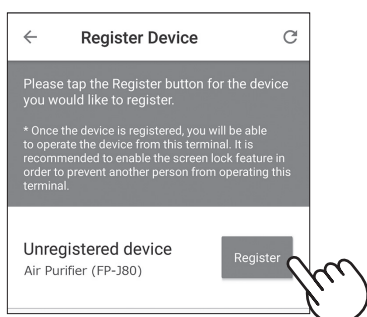 Register Device
Please tap the Register button for the device
you would like to register.
* Once the device is registered, you will be able
to operate the device from this terminal. It is
recommended to enable the screen lock feature in
order to prevent another person from operating this
terminal.
Unregistered device
Air Purifier (FP-J80)
Register